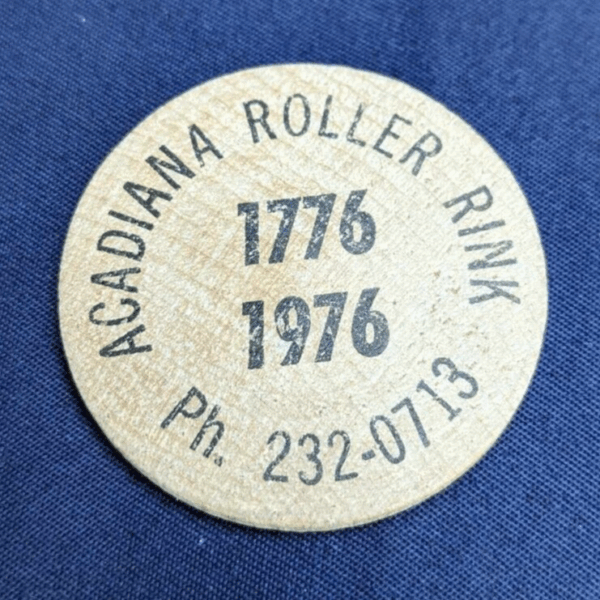 ACADIANA ROLLER RINK
1776
1976
Ph. 232-0713